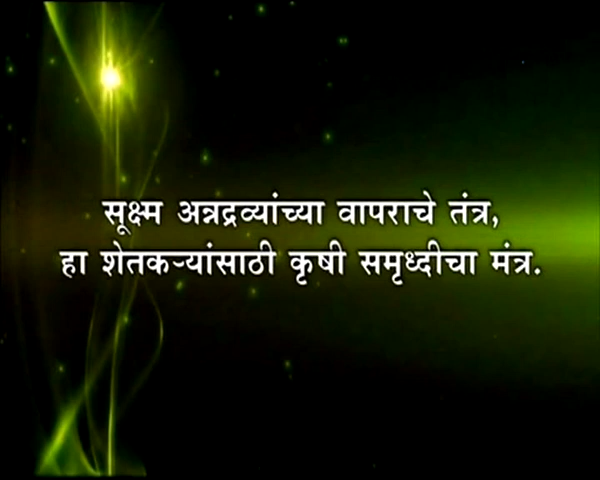 सूक्ष्म अन्नद्रव्यांच्या वापराचे तंत्र,
हा शेतकऱ्यांसाठी कृषी समृध्दीचा मंत्र.